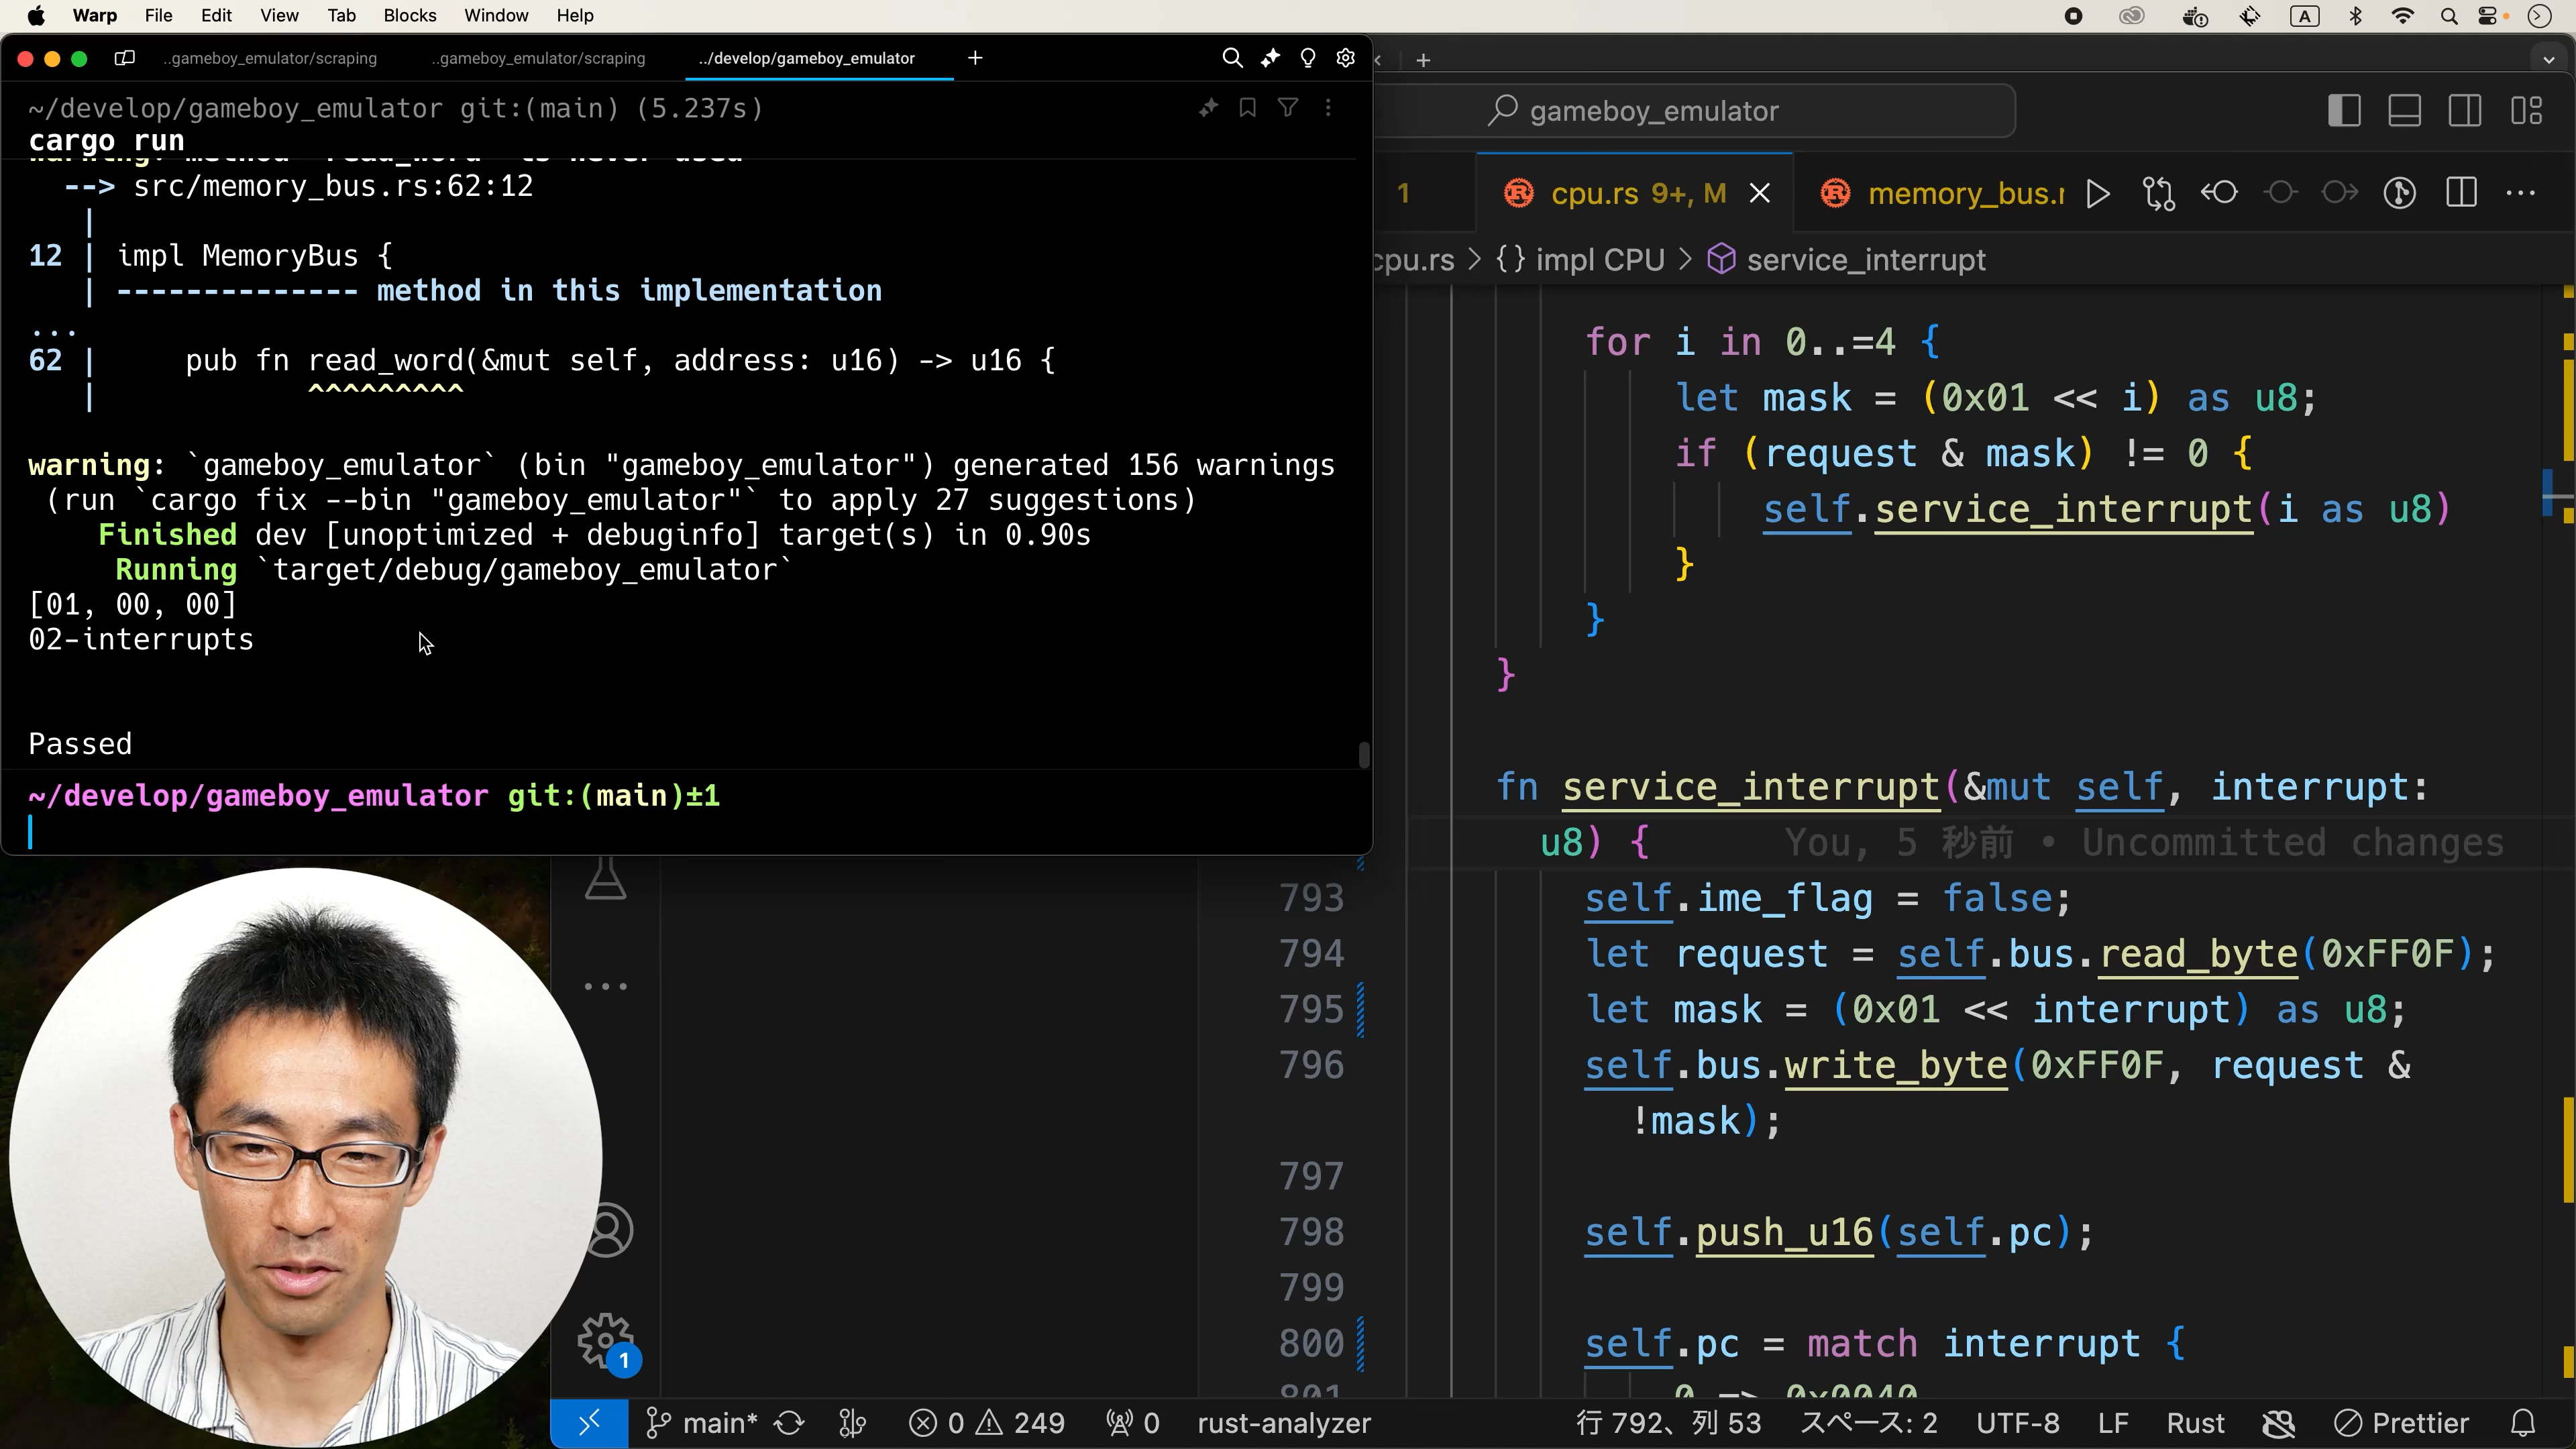 Warp File Edit View Tab Blocks Window Help
A
..gameboy_emulator/scraping ..gameboy_emulator/scraping ../develop/gameboy_emulator +
~/develop/gameboy_emulator git:(main) (5.237s)
cargo run
warning: method `read_word` is never used
--> src/memory_bus.rs:62:12
|
12 | impl MemoryBus {
| -------------- method in this implementation
...
62 | pub fn read_word(&mut self, address: u16) -> u16 {
| ^^^^^^^^^
warning: `gameboy_emulator` (bin "gameboy_emulator") generated 156 warnings
(run `cargo fix --bin "gameboy_emulator"` to apply 27 suggestions)
Finished dev [unoptimized + debuginfo] target(s) in 0.90s
Running `target/debug/gameboy_emulator`
[01, 00, 00]
02-interrupts
Passed
~/develop/gameboy_emulator git:(main)±1
gameboy_emulator
1 cpu.rs 9+, M memory_bus.r
cpu.rs > {} impl CPU > service_interrupt
for i in 0..=4 {
let mask = (0x01 << i) as u8;
if (request & mask) != 0 {
self.service_interrupt(i as u8)
}
}
}
fn service_interrupt(&mut self, interrupt:
u8) { You, 5 秒前 • Uncommitted changes
793 self.ime_flag = false;
794 let request = self.bus.read_byte(0xFF0F);
795 let mask = (0x01 << interrupt) as u8;
796 self.bus.write_byte(0xFF0F, request &
!mask);
797
798 self.push_u16(self.pc);
799
800 self.pc = match interrupt {
801 0 => 0x0040
1
main* 0 249 0 rust-analyzer 行 792、列 53 スペース: 2 UTF-8 LF Rust Prettier